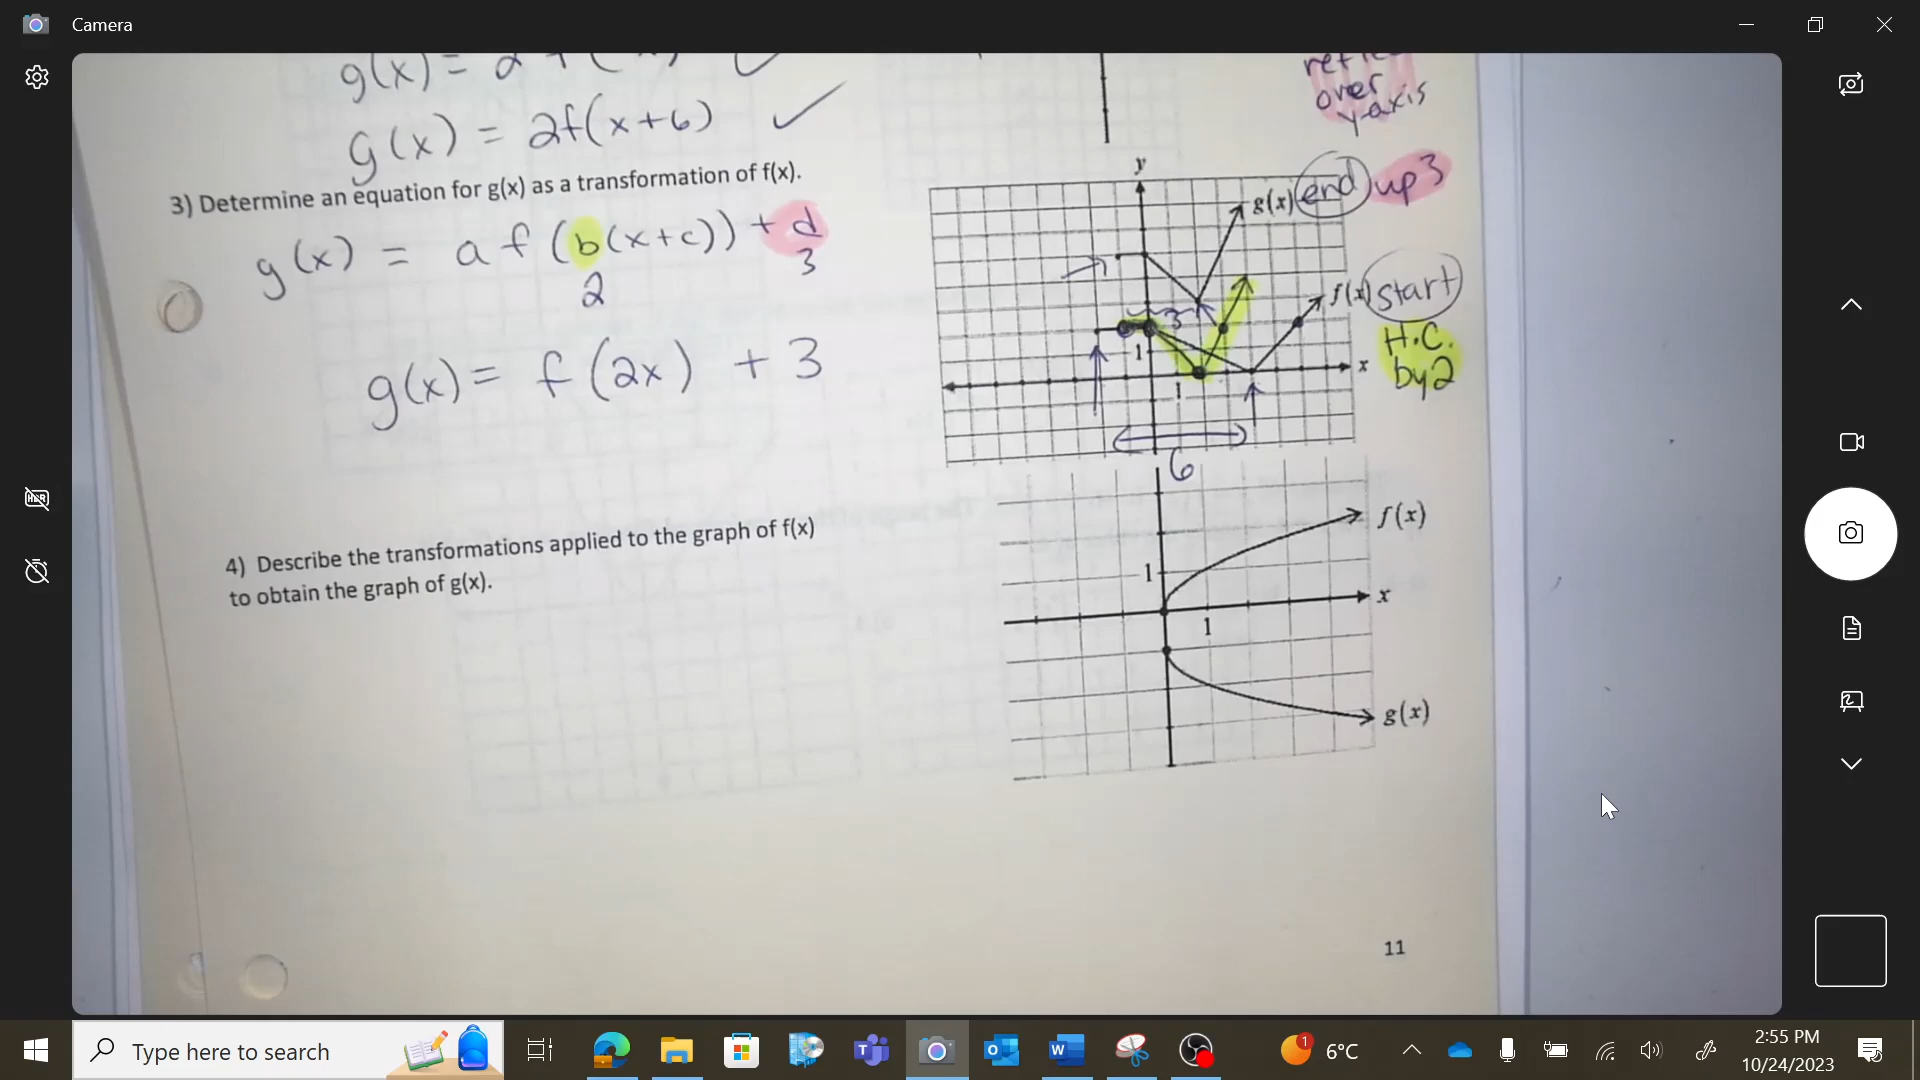 Camera
g(x) = 2f(x+6)
over
y-axis
3) Determine an equation for g(x) as a transformation of f(x).
g(x) = a f (b(x+c)) + d
2
3
g(x) = f(2x) + 3
y
g(x) end up 3
f(x) start
H.C.
by 2
3
1
x
1
6
4) Describe the transformations applied to the graph of f(x)
to obtain the graph of g(x).
f(x)
1
x
1
g(x)
11
Type here to search
1
6°C
2:55 PM
10/24/2023